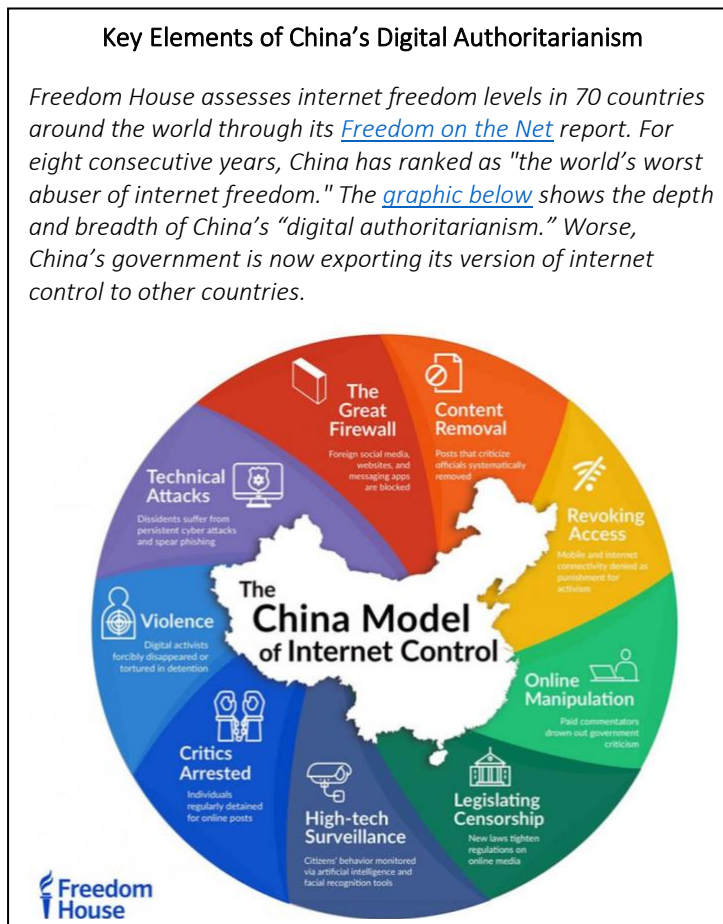 Key Elements of China’s Digital Authoritarianism
Freedom House assesses internet freedom levels in 70 countries
around the world through its Freedom on the Net report. For
eight consecutive years, China has ranked as "the world’s worst
abuser of internet freedom." The graphic below shows the depth
and breadth of China’s “digital authoritarianism.” Worse,
China’s government is now exporting its version of internet
control to other countries.
The
Great
Firewall
Foreign social media,
websites, and
messaging apps
are blocked
Content
Removal
Posts that criticize
officials systematically
removed
Revoking
Access
Mobile and internet
connectivity denied as
punishment for
activism
Online
Manipulation
Paid commentators
drown out government
criticism
Legislating
Censorship
New laws tighten
regulations on
online media
High-tech
Surveillance
Citizens' behavior monitored
via artificial intelligence and
facial recognition tools
Critics
Arrested
Individuals
regularly detained
for online posts
Violence
Digital activists
forcibly disappeared or
tortured in detention
Technical
Attacks
Dissidents suffer from
persistent cyber attacks
and spear phishing
The
China Model
of Internet Control
Freedom
House